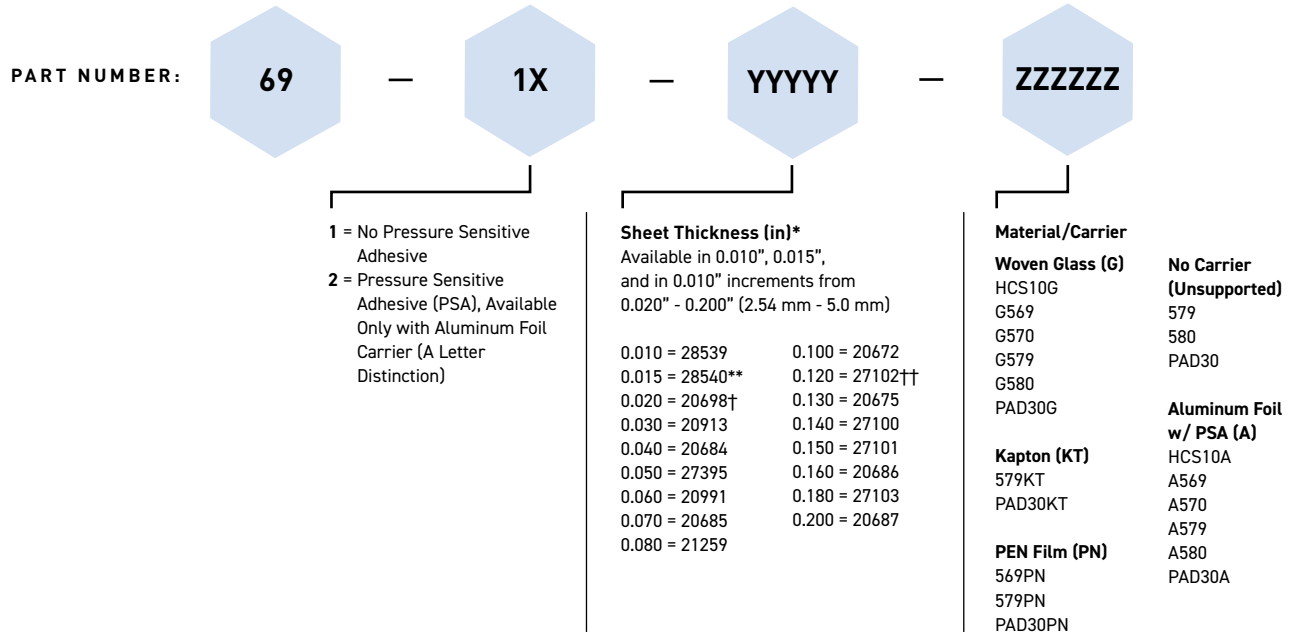 PART NUMBER:
69 — 1X — YYYYY — ZZZZZZ
1 = No Pressure Sensitive
Adhesive
2 = Pressure Sensitive
Adhesive (PSA), Available
Only with Aluminum Foil
Carrier (A Letter
Distinction)
Sheet Thickness (in)*
Available in 0.010”, 0.015”,
and in 0.010” increments from
0.020” - 0.200” (2.54 mm - 5.0 mm)
0.010 = 28539
0.015 = 28540**
0.020 = 20698†
0.030 = 20913
0.040 = 20684
0.050 = 27395
0.060 = 20991
0.070 = 20685
0.080 = 21259
0.100 = 20672
0.120 = 27102††
0.130 = 20675
0.140 = 27100
0.150 = 27101
0.160 = 20686
0.180 = 27103
0.200 = 20687
Material/Carrier
Woven Glass (G)
HCS10G
G569
G570
G579
G580
PAD30G
Kapton (KT)
579KT
PAD30KT
PEN Film (PN)
569PN
579PN
PAD30PN
No Carrier
(Unsupported)
579
580
PAD30
Aluminum Foil
w/ PSA (A)
HCS10A
A569
A570
A579
A580
PAD30A